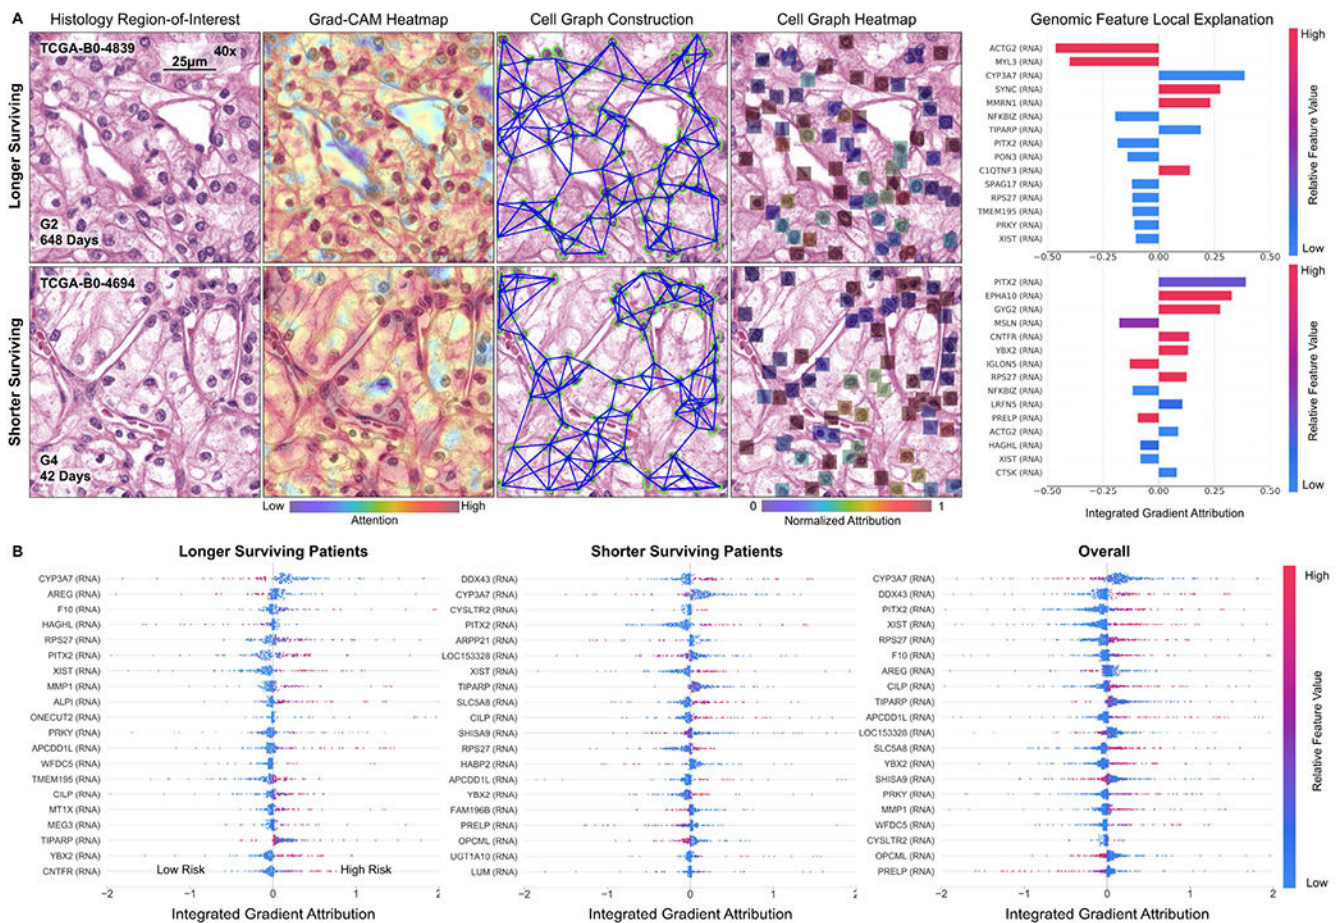 A
Histology Region-of-Interest
Grad-CAM Heatmap
Cell Graph Construction
Cell Graph Heatmap
Genomic Feature Local Explanation
Longer Surviving
TCGA-B0-4839
40x
25μm
G2
648 Days
ACTG2 (RNA)
MYL3 (RNA)
CYP3A7 (RNA)
SYNC (RNA)
MMRN1 (RNA)
NFKBIZ (RNA)
TIPARP (RNA)
PITX2 (RNA)
PON3 (RNA)
C1QTNF3 (RNA)
SPAG17 (RNA)
RPS27 (RNA)
TMEM195 (RNA)
PRKY (RNA)
XIST (RNA)
−0.50 −0.25 0.00 0.25 0.50
High
Relative Feature Value
Low
Shorter Surviving
TCGA-B0-4694
G4
42 Days
PITX2 (RNA)
EPHA10 (RNA)
GYG2 (RNA)
MSLN (RNA)
CNTFR (RNA)
YBX2 (RNA)
IGLON5 (RNA)
RPS27 (RNA)
NFKBIZ (RNA)
LRFN5 (RNA)
PRELP (RNA)
ACTG2 (RNA)
HAGHL (RNA)
XIST (RNA)
CTSK (RNA)
−0.50 −0.25 0.00 0.25 0.50
Integrated Gradient Attribution
High
Relative Feature Value
Low
Low High
Attention
0 1
Normalized Attribution
B
Longer Surviving Patients
CYP3A7 (RNA)
AREG (RNA)
F10 (RNA)
HAGHL (RNA)
RPS27 (RNA)
PITX2 (RNA)
XIST (RNA)
MMP1 (RNA)
ALPI (RNA)
ONECUT2 (RNA)
PRKY (RNA)
APCDD1L (RNA)
WFDC5 (RNA)
TMEM195 (RNA)
CILP (RNA)
MT1X (RNA)
MEG3 (RNA)
TIPARP (RNA)
YBX2 (RNA)
CNTFR (RNA)
Low Risk
High Risk
−2 −1 0 1 2
Integrated Gradient Attribution
Shorter Surviving Patients
DDX43 (RNA)
CYP3A7 (RNA)
CYSLTR2 (RNA)
PITX2 (RNA)
ARPP21 (RNA)
LOC153328 (RNA)
XIST (RNA)
TIPARP (RNA)
SLC5A8 (RNA)
CILP (RNA)
SHISA9 (RNA)
RPS27 (RNA)
HABP2 (RNA)
APCDD1L (RNA)
YBX2 (RNA)
FAM196B (RNA)
PRELP (RNA)
OPCML (RNA)
UGT1A10 (RNA)
LUM (RNA)
−2 −1 0 1 2
Integrated Gradient Attribution
Overall
CYP3A7 (RNA)
DDX43 (RNA)
PITX2 (RNA)
XIST (RNA)
RPS27 (RNA)
F10 (RNA)
AREG (RNA)
CILP (RNA)
TIPARP (RNA)
APCDD1L (RNA)
LOC153328 (RNA)
SLC5A8 (RNA)
YBX2 (RNA)
SHISA9 (RNA)
PRKY (RNA)
MMP1 (RNA)
WFDC5 (RNA)
CYSLTR2 (RNA)
OPCML (RNA)
PRELP (RNA)
−2 −1 0 1 2
Integrated Gradient Attribution
High
Relative Feature Value
Low